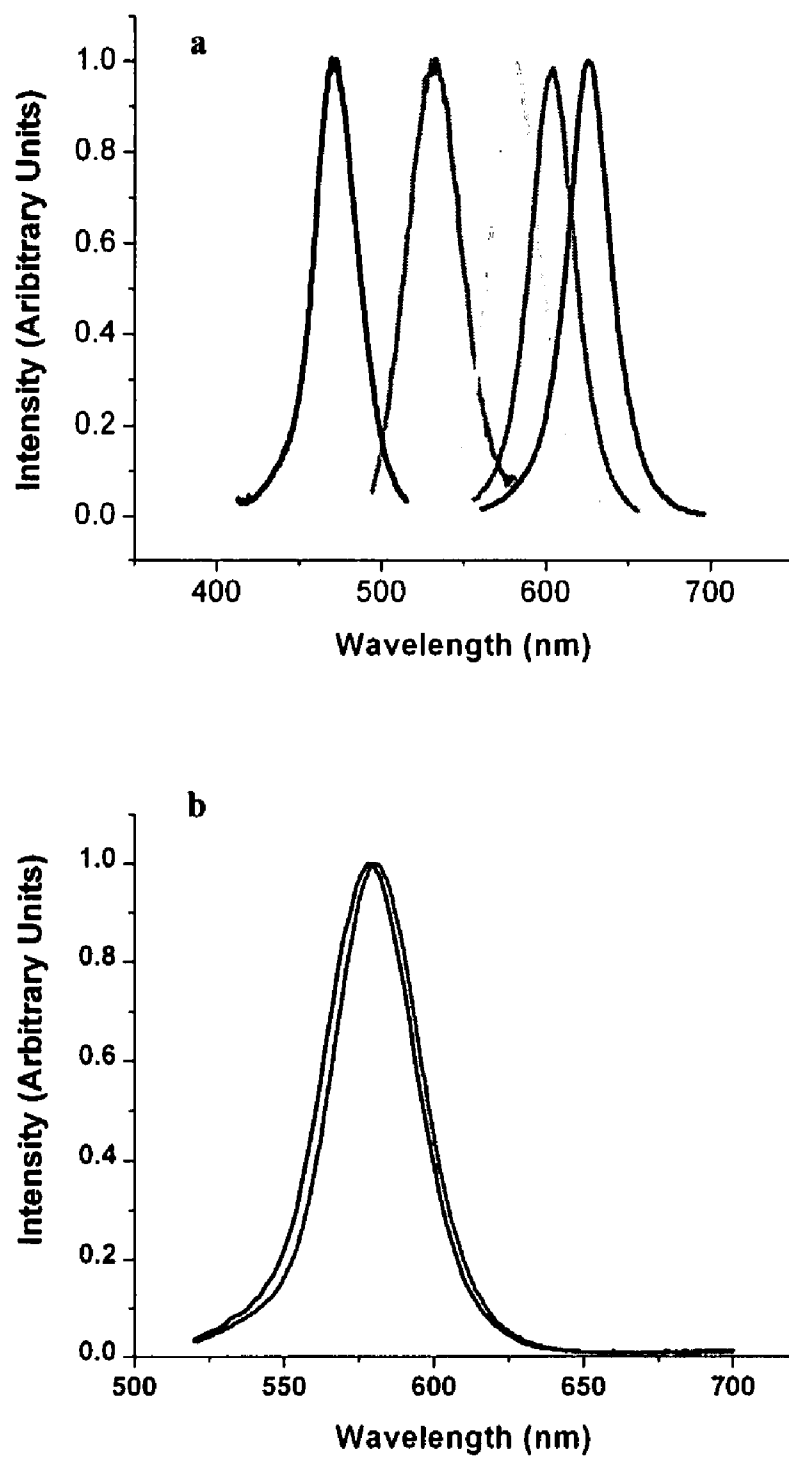 a
1.0
0.8
0.6
0.4
0.2
0.0
Intensity (Aribitrary Units)
400 500 600 700
Wavelength (nm)
b
1.0
0.8
0.6
0.4
0.2
0.0
Intensity (Arbitrary Units)
500 550 600 650 700
Wavelength (nm)